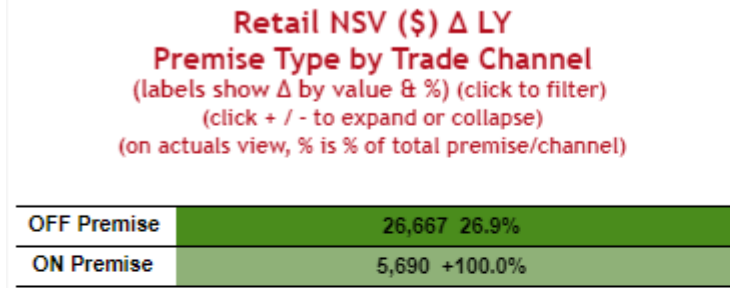 Retail NSV ($) Δ LY
Premise Type by Trade Channel
(labels show Δ by value & %) (click to filter)
(click + / - to expand or collapse)
(on actuals view, % is % of total premise/channel)
OFF Premise 26,667 26.9%
ON Premise 5,690 +100.0%